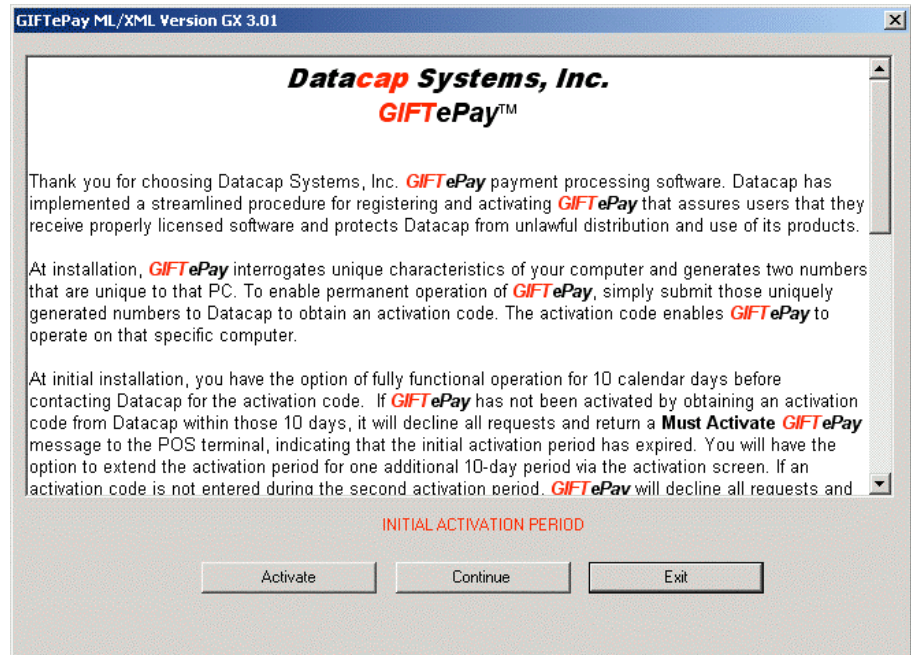 GIFTePay ML/XML Version GX 3.01
Datacap Systems, Inc.
GIFTePay™
Thank you for choosing Datacap Systems, Inc. GIFTePay payment processing software. Datacap has
implemented a streamlined procedure for registering and activating GIFTePay that assures users that they
receive properly licensed software and protects Datacap from unlawful distribution and use of its products.
At installation, GIFTePay interrogates unique characteristics of your computer and generates two numbers
that are unique to that PC. To enable permanent operation of GIFTePay, simply submit those uniquely
generated numbers to Datacap to obtain an activation code. The activation code enables GIFTePay to
operate on that specific computer.
At initial installation, you have the option of fully functional operation for 10 calendar days before
contacting Datacap for the activation code. If GIFTePay has not been activated by obtaining an activation
code from Datacap within those 10 days, it will decline all requests and return a Must Activate GIFTePay
message to the POS terminal, indicating that the initial activation period has expired. You will have the
option to extend the activation period for one additional 10-day period via the activation screen. If an
activation code is not entered during the second activation period, GIFTePay will decline all requests and
INITIAL ACTIVATION PERIOD
Activate Continue Exit